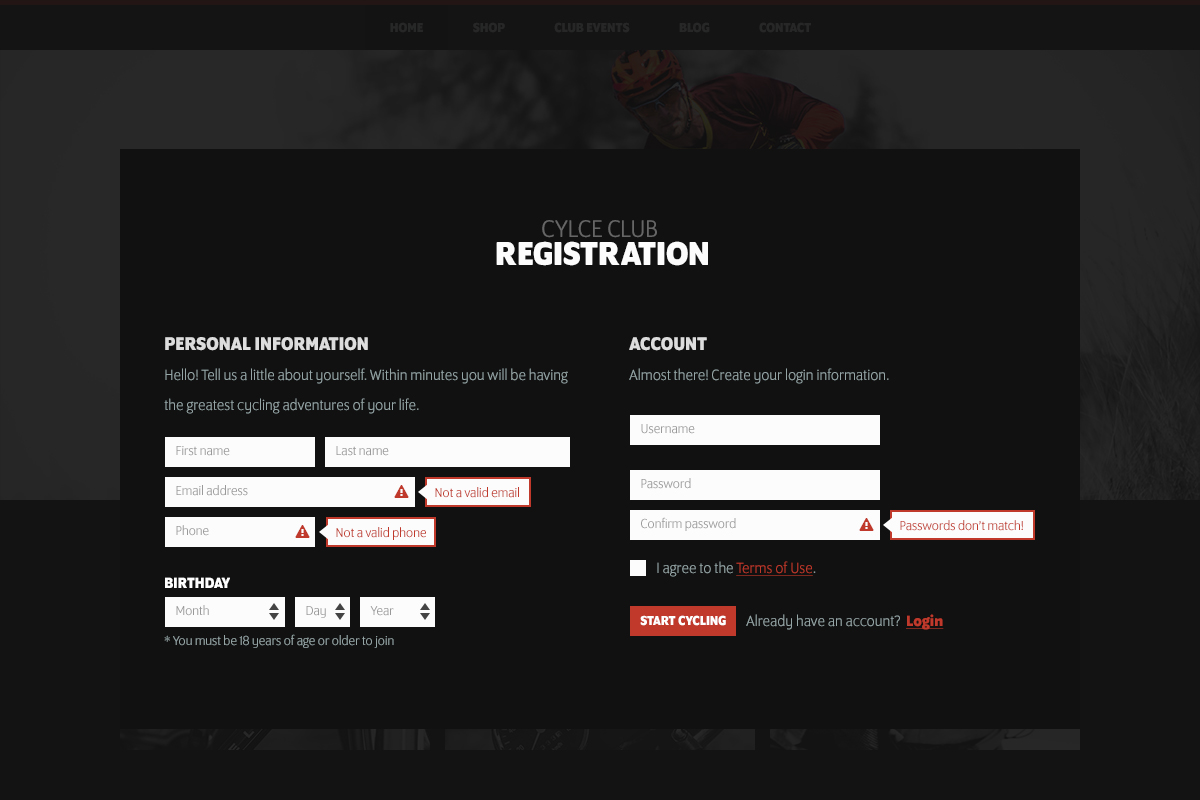 HOME SHOP CLUB EVENTS BLOG CONTACT
CYLCE CLUB
REGISTRATION
PERSONAL INFORMATION
Hello! Tell us a little about yourself. Within minutes you will be having
the greatest cycling adventures of your life.
First name Last name
Email address Not a valid email
Phone Not a valid phone
BIRTHDAY
Month Day Year
* You must be 18 years of age or older to join
ACCOUNT
Almost there! Create your login information.
Username
Password
Confirm password Passwords don't match!
I agree to the Terms of Use.
START CYCLING Already have an account? Login